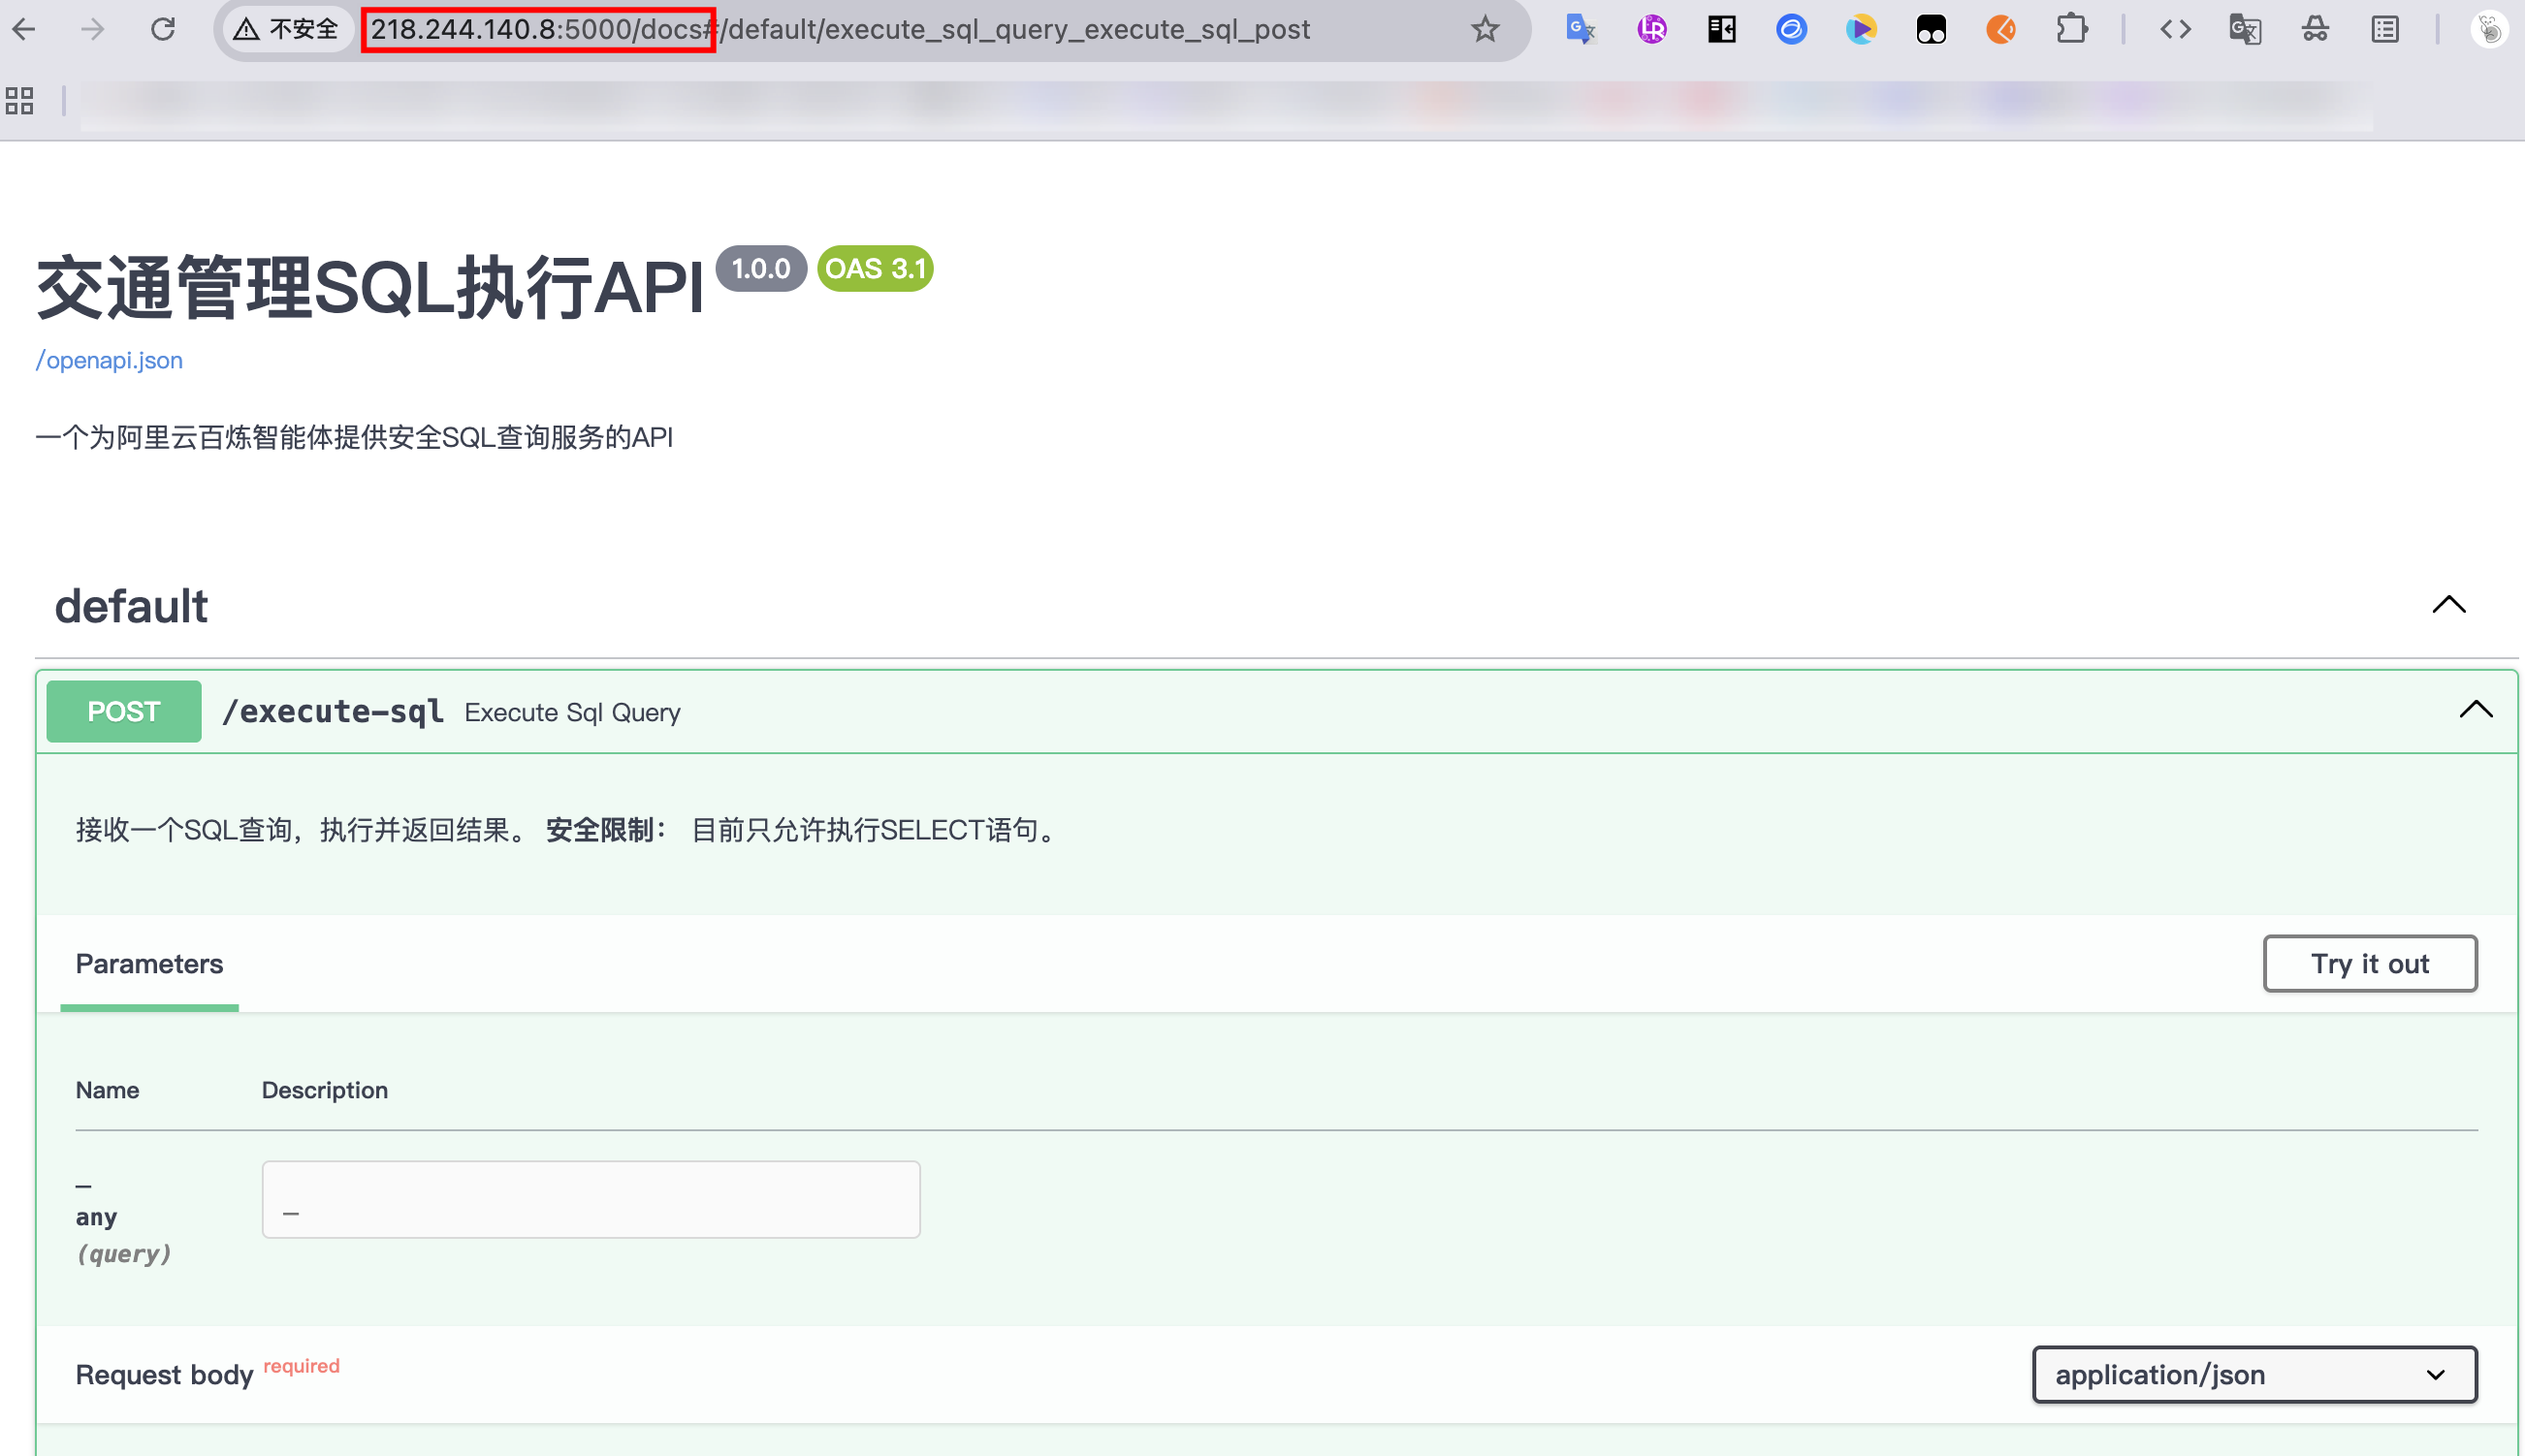 不安全 218.244.140.8:5000/docs#/default/execute_sql_query_execute_sql_post
交通管理SQL执行API 1.0.0 OAS 3.1
/openapi.json
一个为阿里云百炼智能体提供安全SQL查询服务的API
default
POST /execute-sql Execute Sql Query
接收一个SQL查询，执行并返回结果。 安全限制： 目前只允许执行SELECT语句。
Parameters Try it out
Name Description
_
any
(query)
_
Request body required application/json